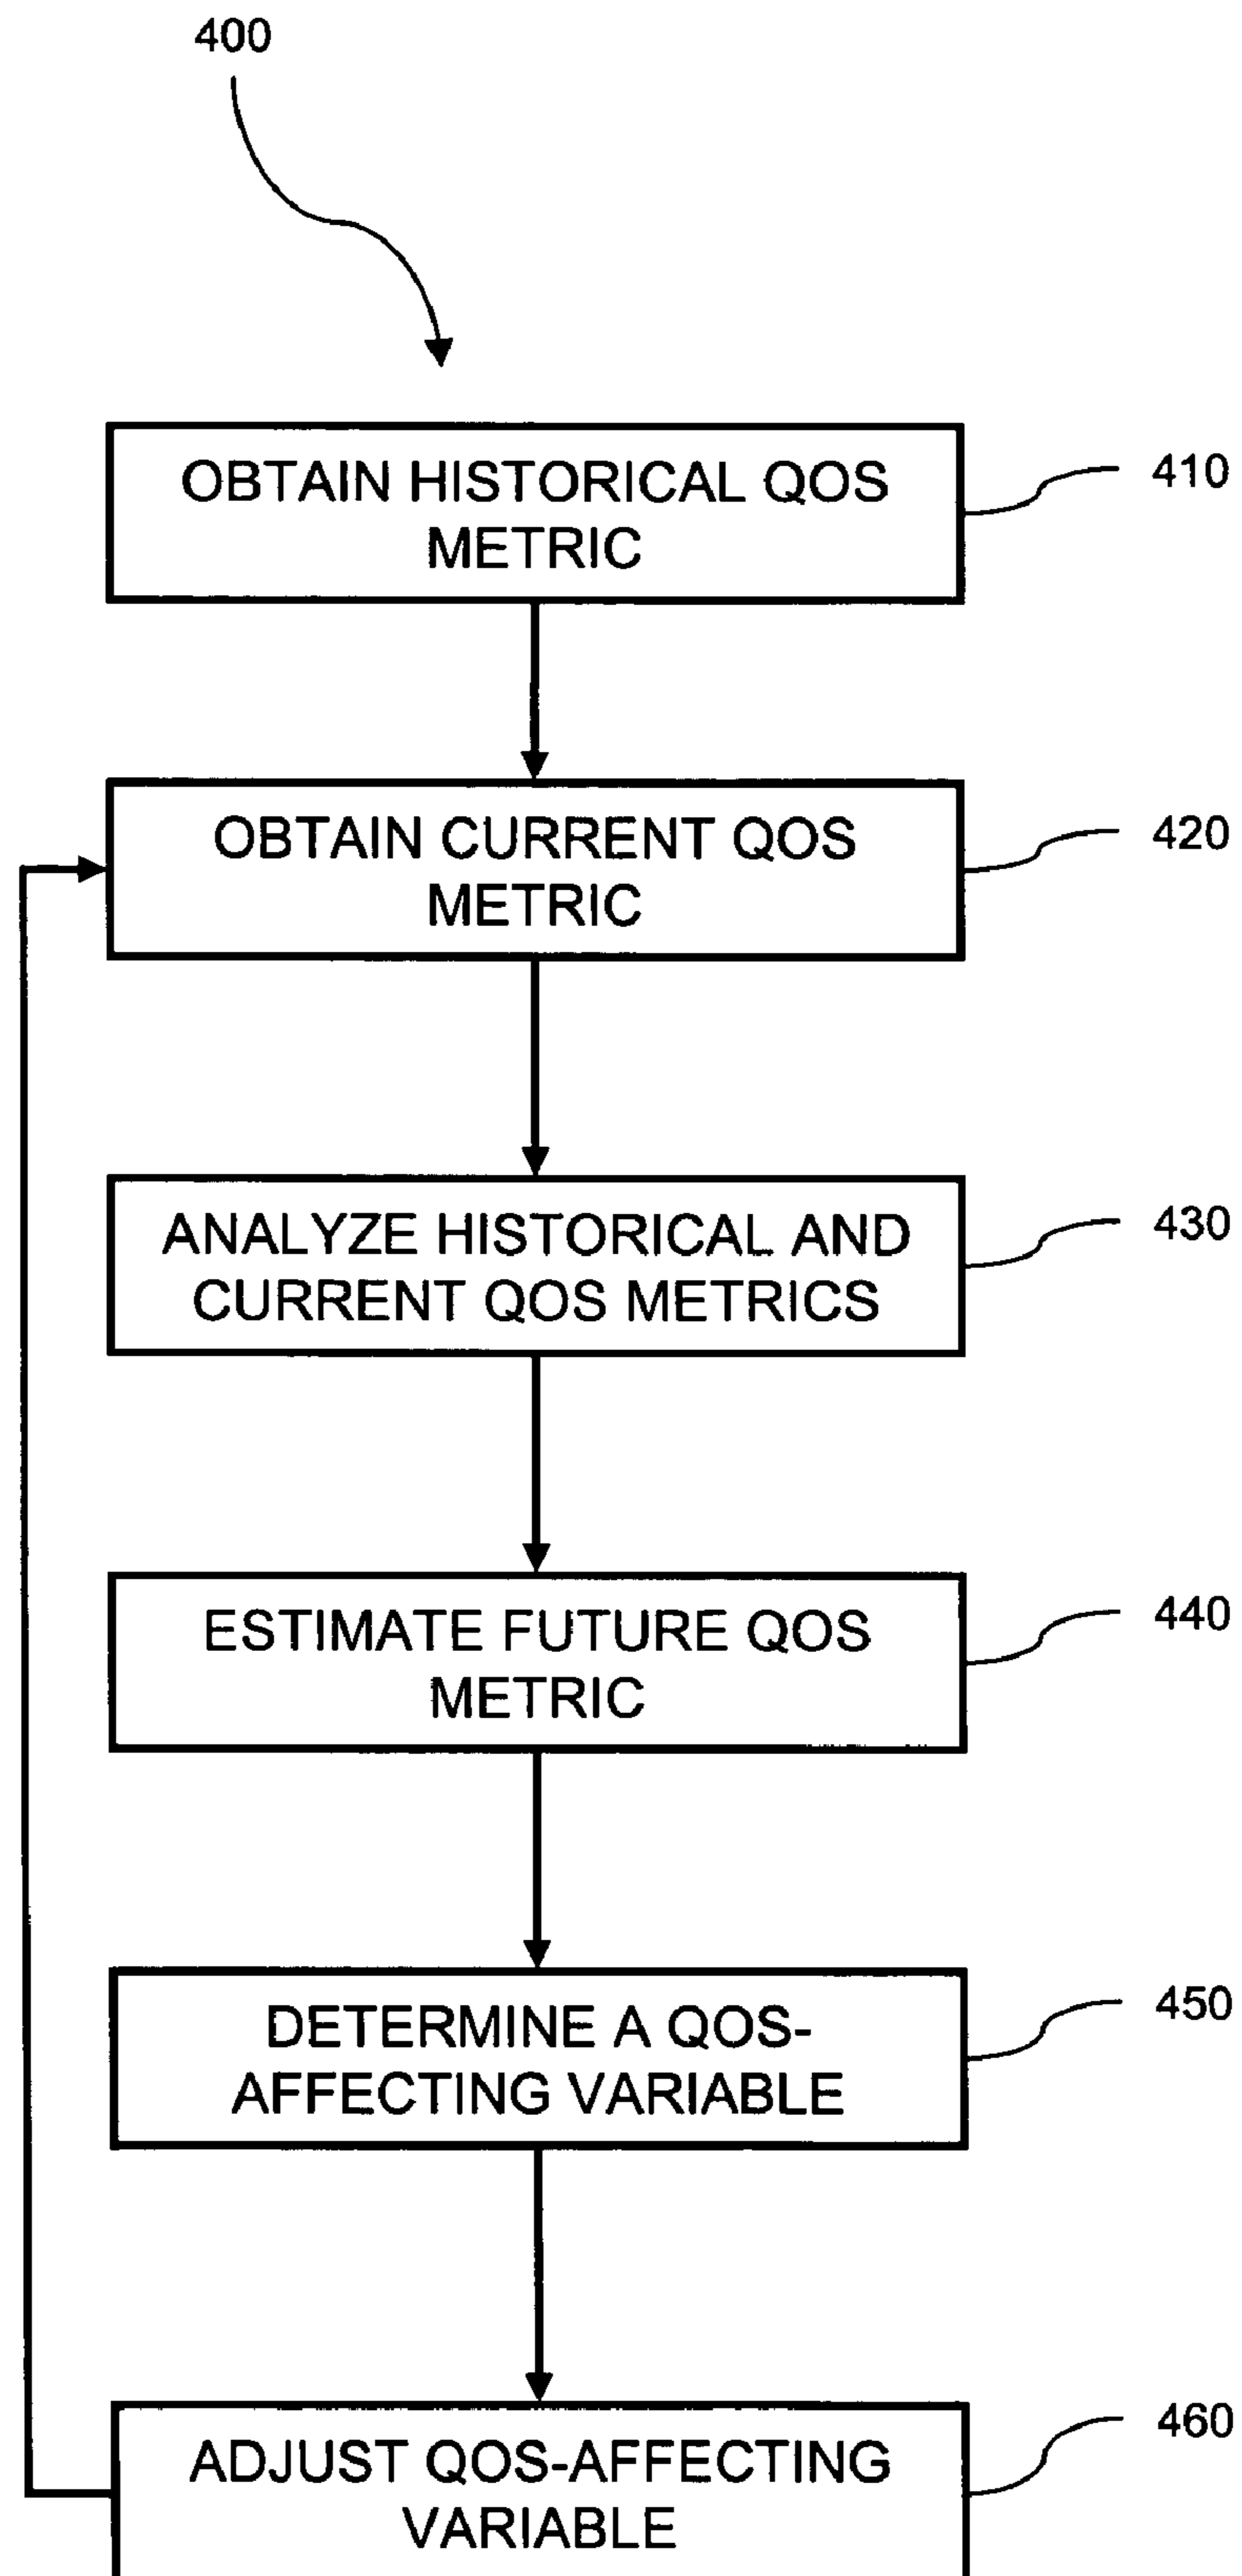 400
OBTAIN HISTORICAL QOS
METRIC
410
OBTAIN CURRENT QOS
METRIC
420
ANALYZE HISTORICAL AND
CURRENT QOS METRICS
430
ESTIMATE FUTURE QOS
METRIC
440
DETERMINE A QOS-
AFFECTING VARIABLE
450
ADJUST QOS-AFFECTING
VARIABLE
460